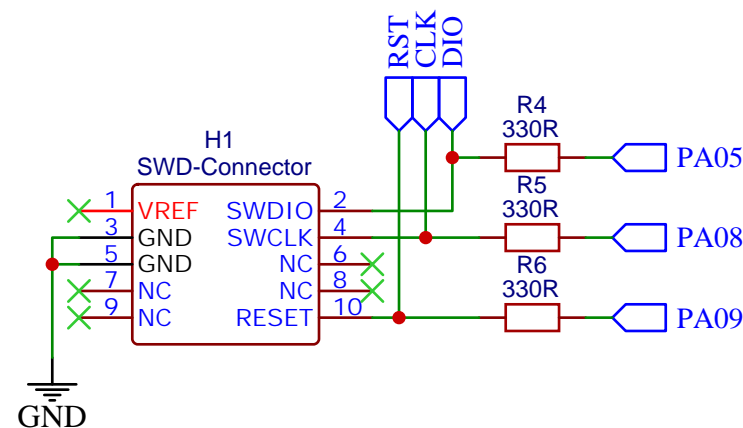 RST
CLK
DIO
R4
330R
PA05
H1
SWD-Connector
R5
330R
1 VREF SWDIO 2
3 GND SWCLK 4
PA08
5 GND NC 6
7 NC NC 8
R6
330R
9 NC RESET 10
PA09
GND